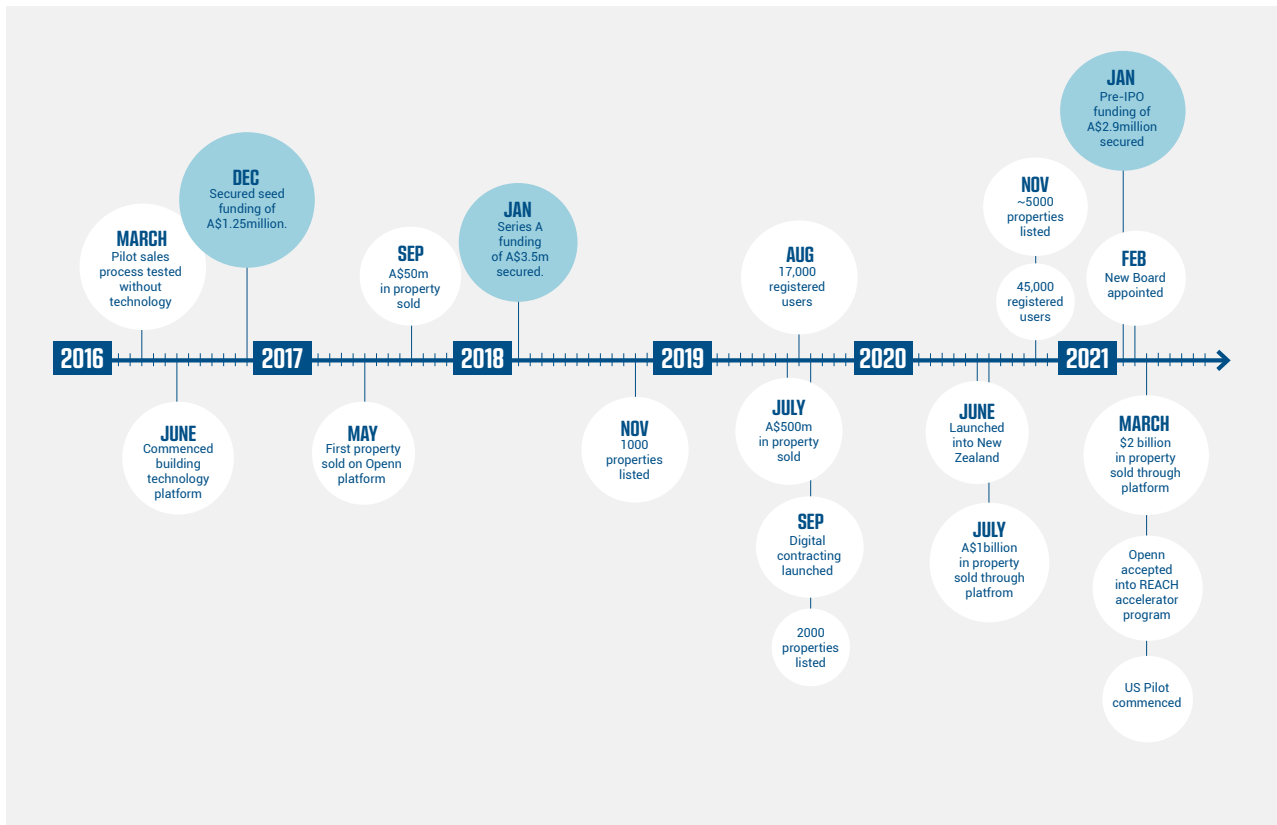 JAN
Pre-IPO
funding of
A$2.9million
secured
DEC
Secured seed
funding of
A$1.25million.
NOV
~5000
properties
listed
JAN
Series A
funding
of A$3.5m
secured.
MARCH
Pilot sales
process tested
without
technology
SEP
A$50m
in property
sold
AUG
17,000
registered
users
45,000
registered
users
FEB
New Board
appointed
2016
2017
2018
2019
2020
2021
JUNE
Commenced
building
technology
platform
MAY
First property
sold on Openn
platform
NOV
1000
properties
listed
JULY
A$500m
in property
sold
SEP
Digital
contracting
launched
2000
properties
listed
JUNE
Launched
into New
Zealand
JULY
A$1billion
in property
sold through
platfrom
MARCH
$2 billion
in property
sold through
platform
Openn
accepted
into REACH
accelerator
program
US Pilot
commenced